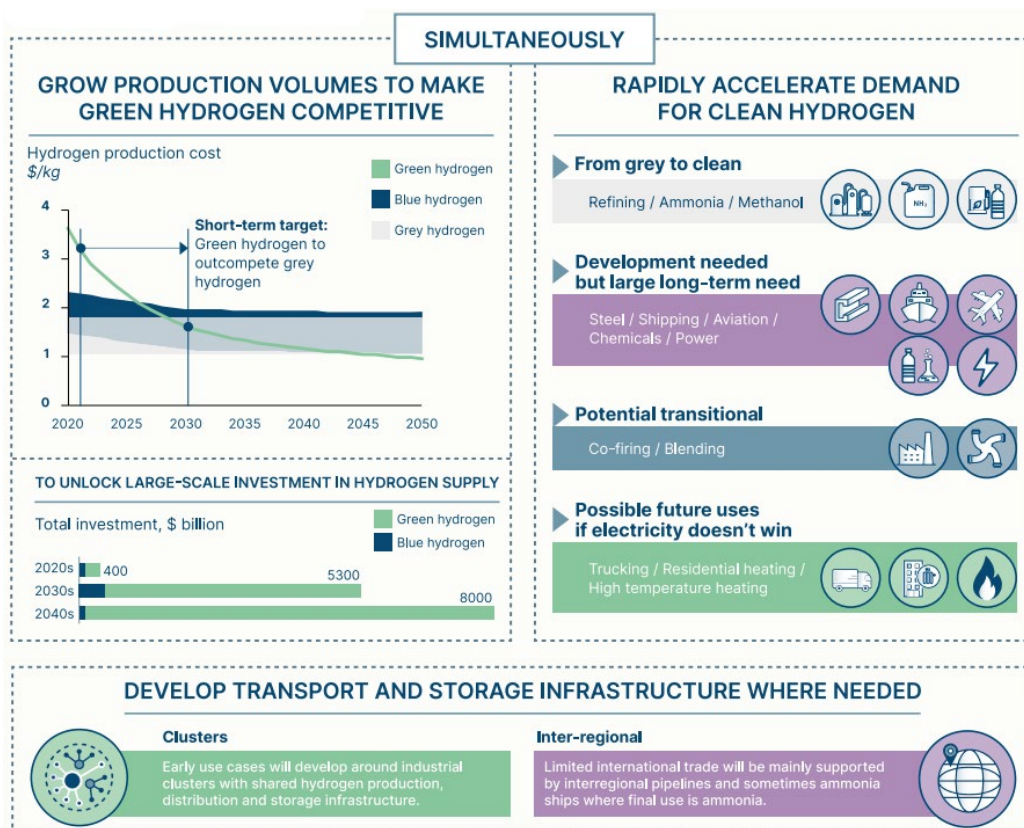 SIMULTANEOUSLY
GROW PRODUCTION VOLUMES TO MAKE
GREEN HYDROGEN COMPETITIVE
Hydrogen production cost
$/kg
Green hydrogen
Blue hydrogen
Grey hydrogen
4
3
2
1
0
Short-term target:
Green hydrogen to
outcompete grey
hydrogen
2020 2025 2030 2035 2040 2045 2050
TO UNLOCK LARGE-SCALE INVESTMENT IN HYDROGEN SUPPLY
Total investment, $ billion
Green hydrogen
Blue hydrogen
2020s 400
2030s 5300
2040s 8000
RAPIDLY ACCELERATE DEMAND
FOR CLEAN HYDROGEN
From grey to clean
Refining / Ammonia / Methanol
NH₃
Development needed
but large long-term need
Steel / Shipping / Aviation /
Chemicals / Power
Potential transitional
Co-firing / Blending
Possible future uses
if electricity doesn't win
Trucking / Residential heating /
High temperature heating
DEVELOP TRANSPORT AND STORAGE INFRASTRUCTURE WHERE NEEDED
Clusters
Early use cases will develop around industrial
clusters with shared hydrogen production,
distribution and storage infrastructure.
Inter-regional
Limited international trade will be mainly supported
by interregional pipelines and sometimes ammonia
ships where final use is ammonia.